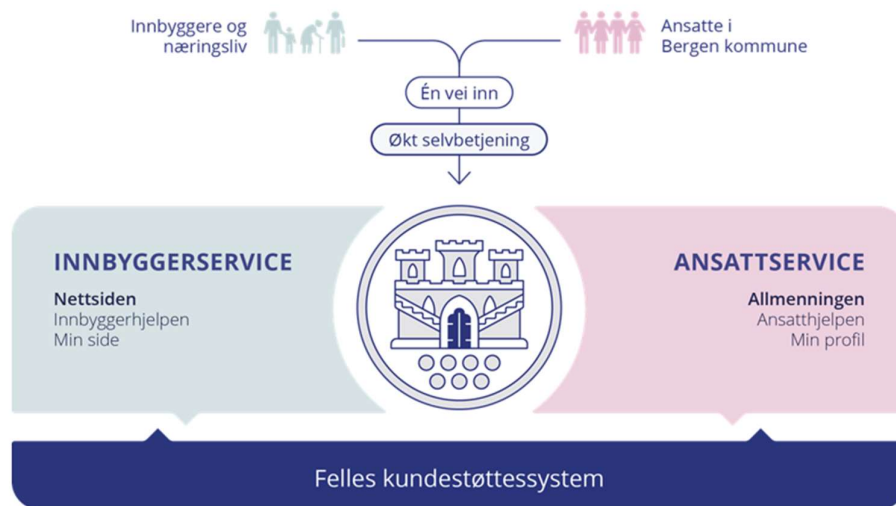 Innbyggere og
næringsliv
Ansatte i
Bergen kommune
Én vei inn
Økt selvbetjening
INNBYGGERSERVICE
Nettsiden
Innbyggerhjelpen
Min side
ANSATTSERVICE
Allmenningen
Ansatthjelpen
Min profil
Felles kundestøttessystem